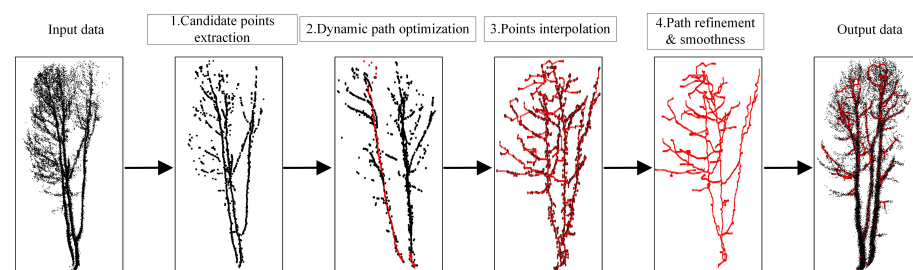 Input data
1.Candidate points
extraction
2.Dynamic path optimization
3.Points interpolation
4.Path refinement
& smoothness
Output data